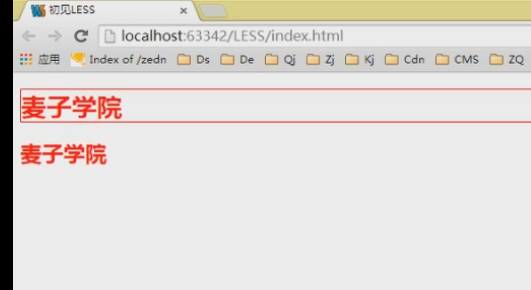 初见LESS
localhost:63342/LESS/index.html
应用 Index of /zedn Ds De Qj Zj Kj Cdn CMS ZQ
麦子学院
麦子学院